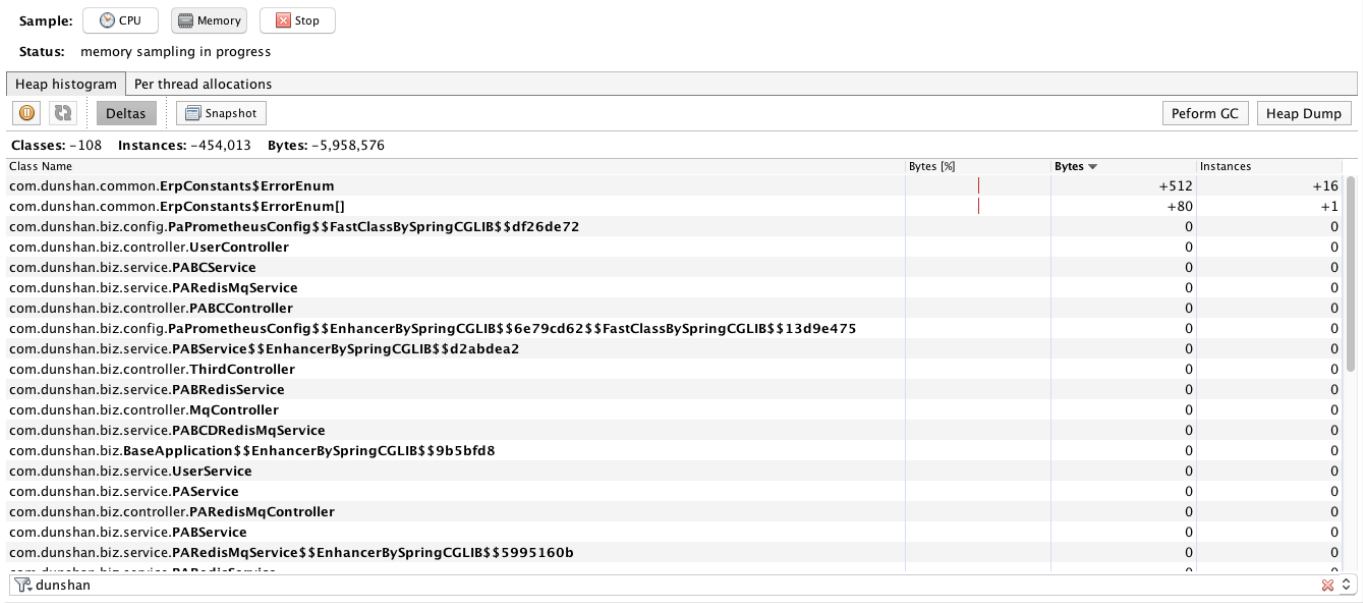 Sample: CPU Memory Stop
Status: memory sampling in progress
Heap histogram Per thread allocations
Deltas Snapshot Peform GC Heap Dump
Classes: -108 Instances: -454,013 Bytes: -5,958,576
Class Name Bytes [%] Bytes Instances
com.dunshan.common.ErpConstants$ErrorEnum +512 +16
com.dunshan.common.ErpConstants$ErrorEnum[] +80 +1
com.dunshan.biz.config.PaPrometheusConfig$$FastClassBySpringCGLIB$$df26de72 0 0
com.dunshan.biz.controller.UserController 0 0
com.dunshan.biz.service.PABCService 0 0
com.dunshan.biz.service.PARedisMqService 0 0
com.dunshan.biz.controller.PABCController 0 0
com.dunshan.biz.config.PaPrometheusConfig$$EnhancerBySpringCGLIB$$6e79cd62$$FastClassBySpringCGLIB$$13d9e475 0 0
com.dunshan.biz.service.PABService$$EnhancerBySpringCGLIB$$d2abdea2 0 0
com.dunshan.biz.controller.ThirdController 0 0
com.dunshan.biz.service.PABRedisService 0 0
com.dunshan.biz.controller.MqController 0 0
com.dunshan.biz.service.PABCDRedisMqService 0 0
com.dunshan.biz.BaseApplication$$EnhancerBySpringCGLIB$$9b5bfd8 0 0
com.dunshan.biz.service.UserService 0 0
com.dunshan.biz.service.PAService 0 0
com.dunshan.biz.controller.PARedisMqController 0 0
com.dunshan.biz.service.PABService 0 0
com.dunshan.biz.service.PARedisMqService$$EnhancerBySpringCGLIB$$5995160b 0 0
dunshan